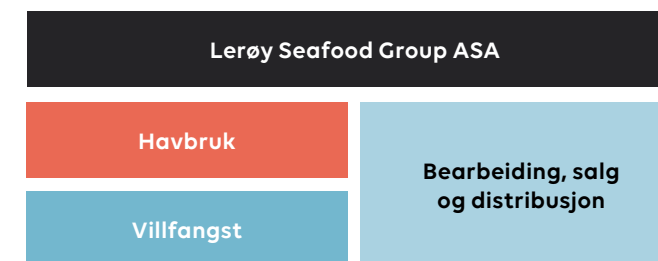 Lerøy Seafood Group ASA
Havbruk
Villfangst
Bearbeiding, salg
og distribusjon